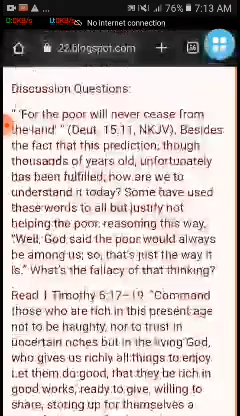 76% 7:13 AM
0.0KB/s U:0KB/s No internet connection
22.blogspot.com
Discussion Questions:
" 'For the poor will never cease from
the land' " (Deut. 15:11, NKJV). Besides
the fact that this prediction, though
thousands of years old, unfortunately
has been fulfilled, how are we to
understand it today? Some have used
these words to all but justify not
helping the poor, reasoning this way,
"Well, God said the poor would always
be among us; so, that's just the way it
is." What's the fallacy of that thinking?
Read 1 Timothy 6:17–19: "Command
those who are rich in this present age
not to be haughty, nor to trust in
uncertain riches but in the living God,
who gives us richly all things to enjoy.
Let them do good, that they be rich in
good works, ready to give, willing to
share, storing up for themselves a